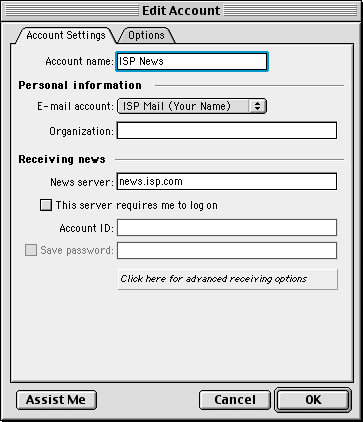 Edit Account
Account Settings Options
Account name: ISP News
Personal information
E-mail account: ISP Mail (Your Name)
Organization:
Receiving news
News server: news.isp.com
This server requires me to log on
Account ID:
Save password:
Click here for advanced receiving options
Assist Me Cancel OK